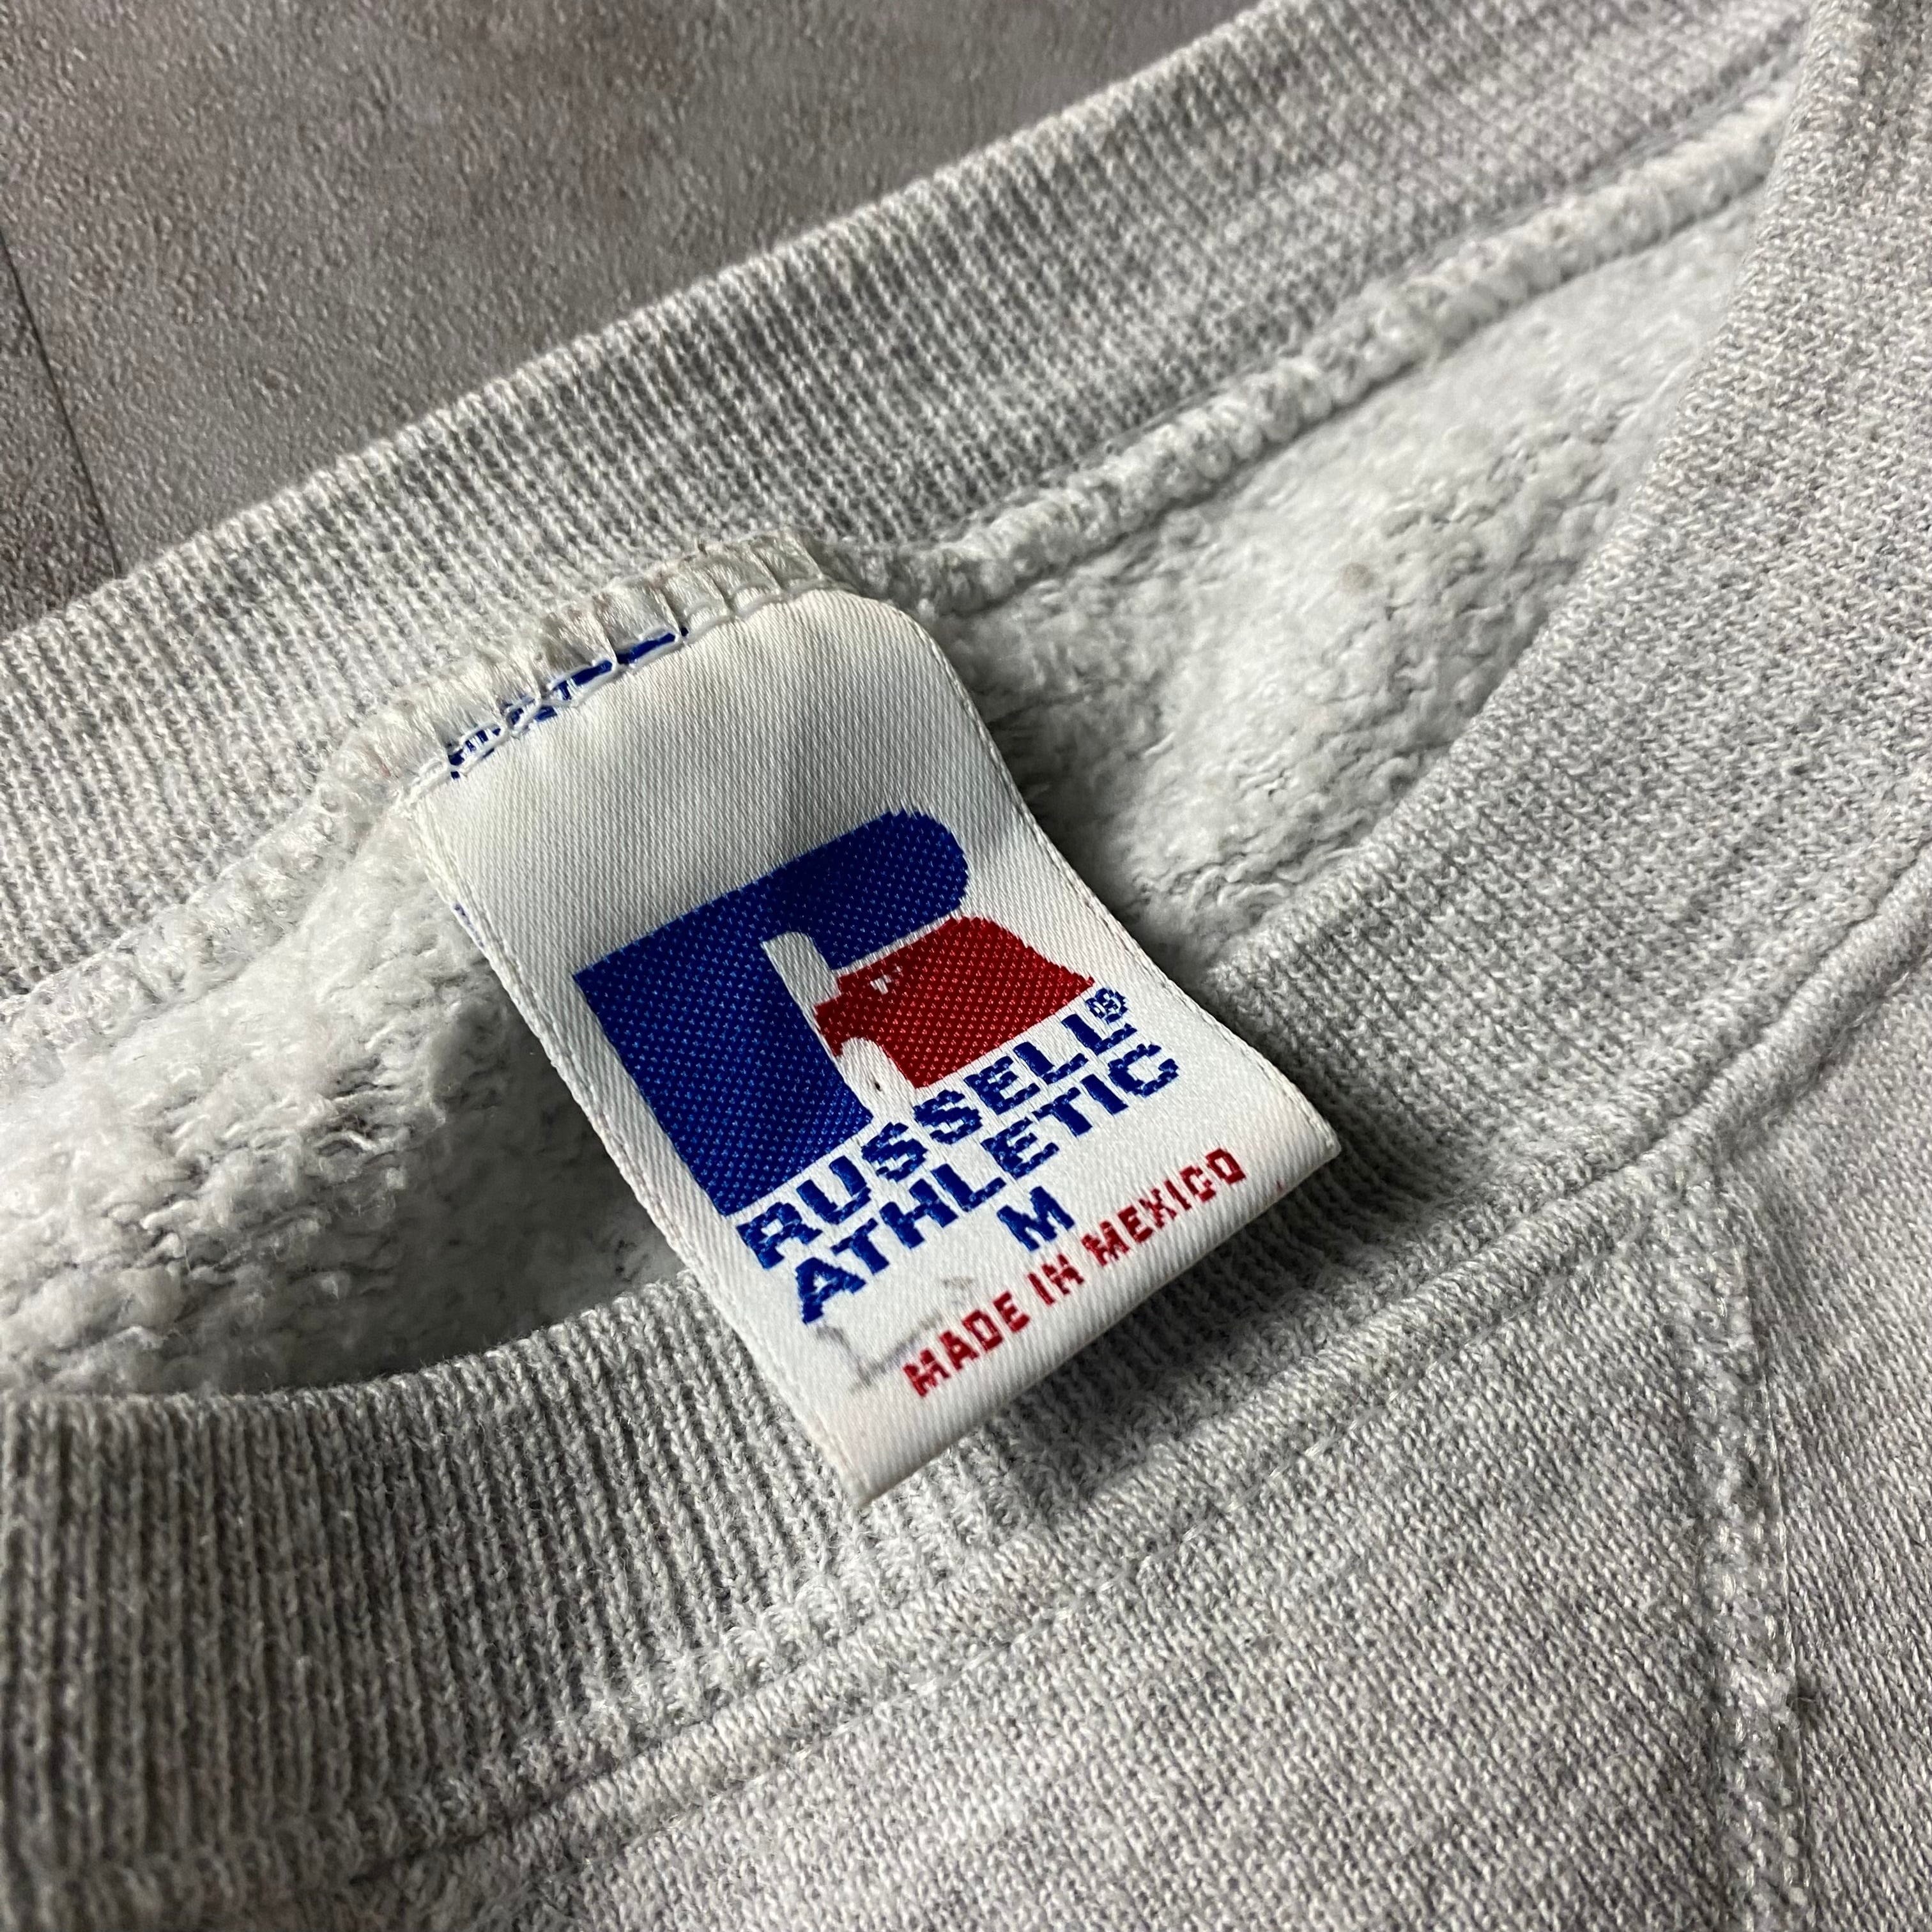 RUSSELL®
ATHLETIC
M
MADE IN MEXICO